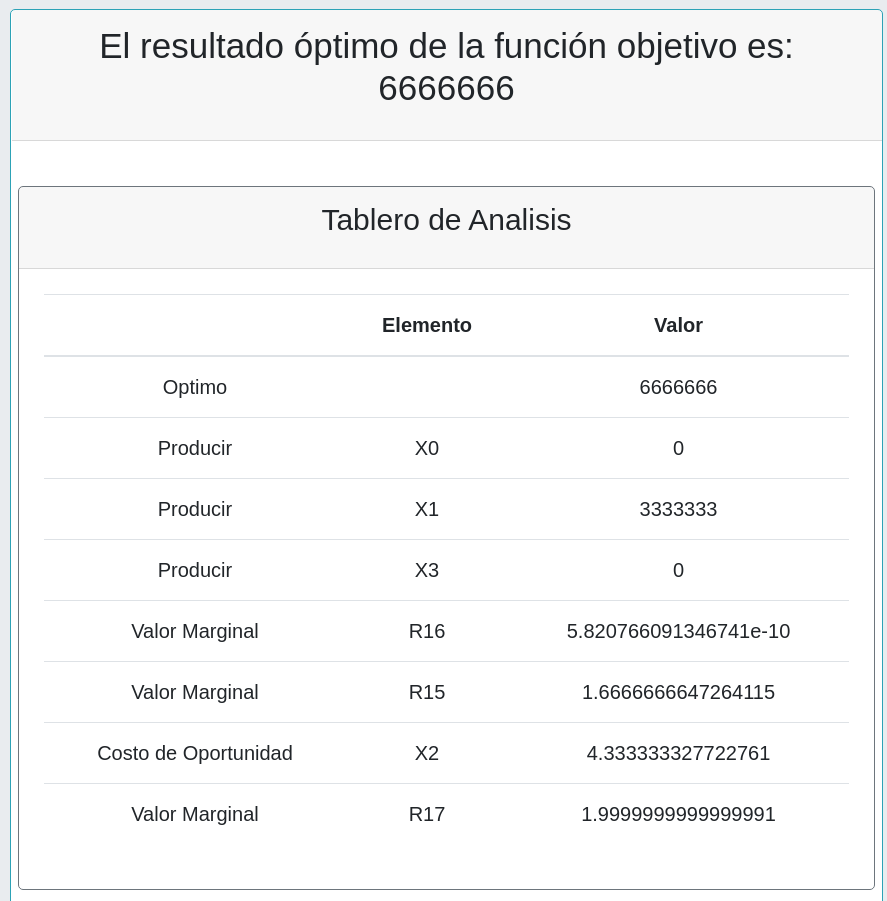 El resultado óptimo de la función objetivo es:
6666666
Tablero de Analisis
Elemento Valor
Optimo 6666666
Producir X0 0
Producir X1 3333333
Producir X3 0
Valor Marginal R16 5.820766091346741e-10
Valor Marginal R15 1.6666666647264115
Costo de Oportunidad X2 4.333333327722761
Valor Marginal R17 1.9999999999999991